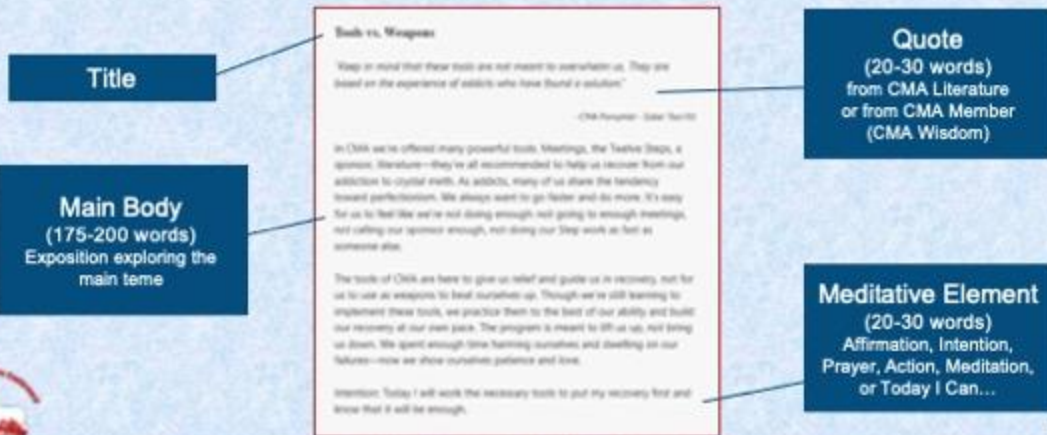 Title
Main Body
(175-200 words)
Exposition exploring the
main teme
Tools vs. Weapons
"Keep in mind that these tools are not meant to overwhelm us. They are
based on the experience of addicts who have found a solution."
In CMA we're offered many powerful tools. Meetings, the Twelve Steps, a
sponsor, literature—they're all recommended to help us recover from our
addiction to crystal meth. As addicts, many of us share the tendency
toward perfectionism. We always want to go faster and do more. It's easy
for us to feel like we're not doing enough: not going to enough meetings,
not calling our sponsor enough, not doing our Step work as fast as
someone else.
The tools of CMA are here to give us relief and guide us in recovery, not for
us to use as weapons to beat ourselves up. Though we're still learning to
implement these tools, we practice them to the best of our ability and build
our recovery at our own pace. The program is meant to lift us up, not bring
us down. We spent enough time harming ourselves and dwelling on our
failures—now we show ourselves patience and love.
Intention: Today I will work the necessary tools to put my recovery first and
know that it will be enough.
Quote
(20-30 words)
from CMA Literature
or from CMA Member
(CMA Wisdom)
Meditative Element
(20-30 words)
Affirmation, Intention,
Prayer, Action, Meditation,
or Today I Can...